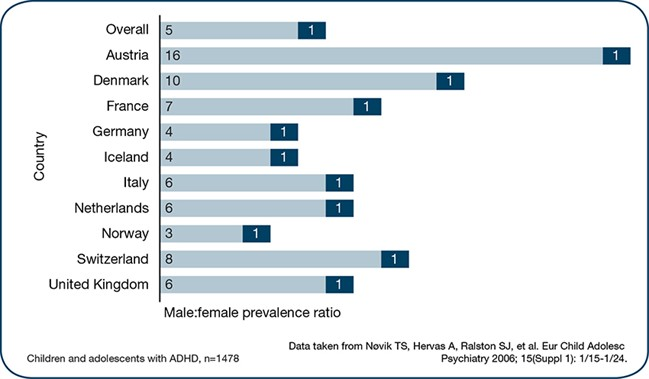 Country
Overall 5 1
Austria 16 1
Denmark 10 1
France 7 1
Germany 4 1
Iceland 4 1
Italy 6 1
Netherlands 6 1
Norway 3 1
Switzerland 8 1
United Kingdom 6 1
Male:female prevalence ratio
Data taken from Nøvik TS, Hervas A, Ralston SJ, et al. Eur Child Adolesc
Psychiatry 2006; 15(Suppl 1): 1/15-1/24.
Children and adolescents with ADHD, n=1478